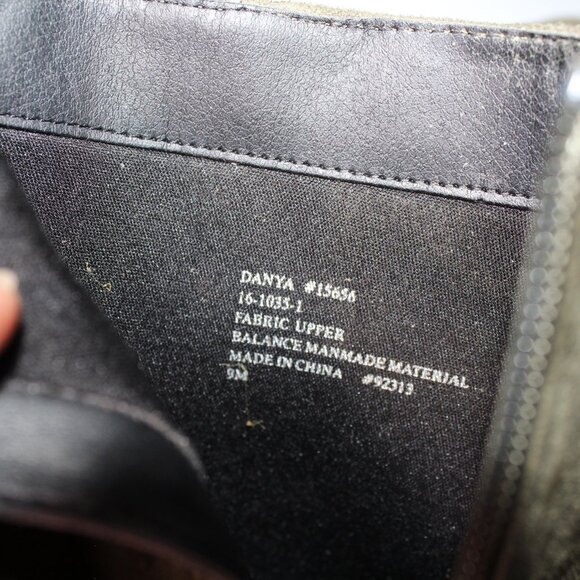 DANYA #15656
16-1035-1
FABRIC UPPER
BALANCE MANMADE MATERIAL
MADE IN CHINA #92313
9M